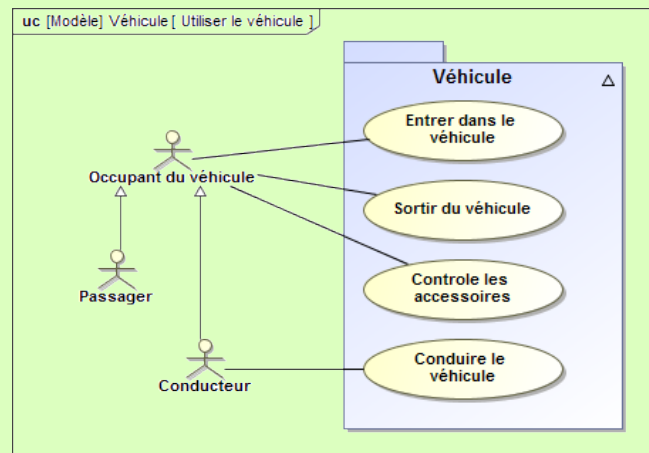 uc [Modèle] Véhicule [ Utiliser le véhicule ]
Véhicule
Entrer dans le
véhicule
Occupant du véhicule
Sortir du véhicule
Controle les
accessoires
Passager
Conduire le
véhicule
Conducteur